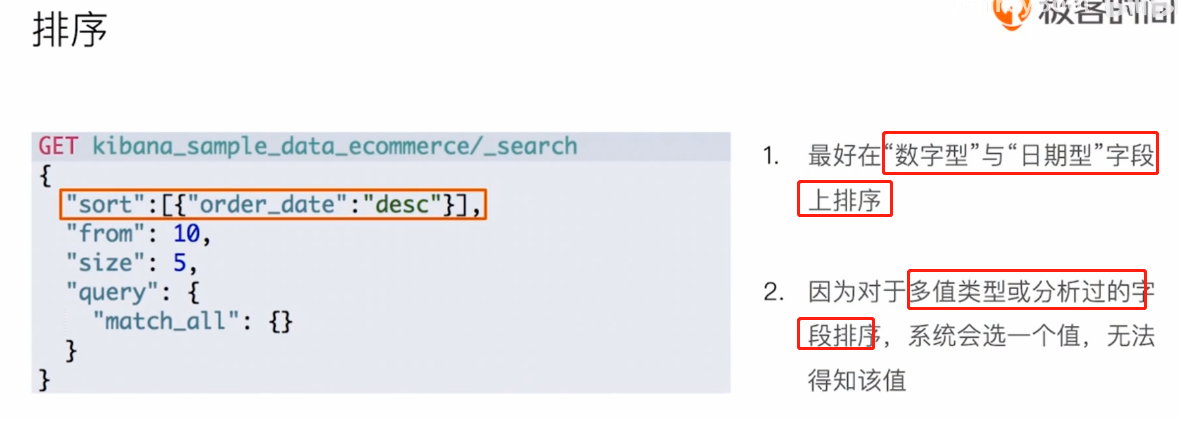 排序
极客时间
GET kibana_sample_data_ecommerce/_search
{
"sort":[{"order_date":"desc"}],
"from": 10,
"size": 5,
"query": {
"match_all": {}
}
}
1. 最好在“数字型”与“日期型”字段
上排序
2. 因为对于多值类型或分析过的字
段排序，系统会选一个值，无法
得知该值